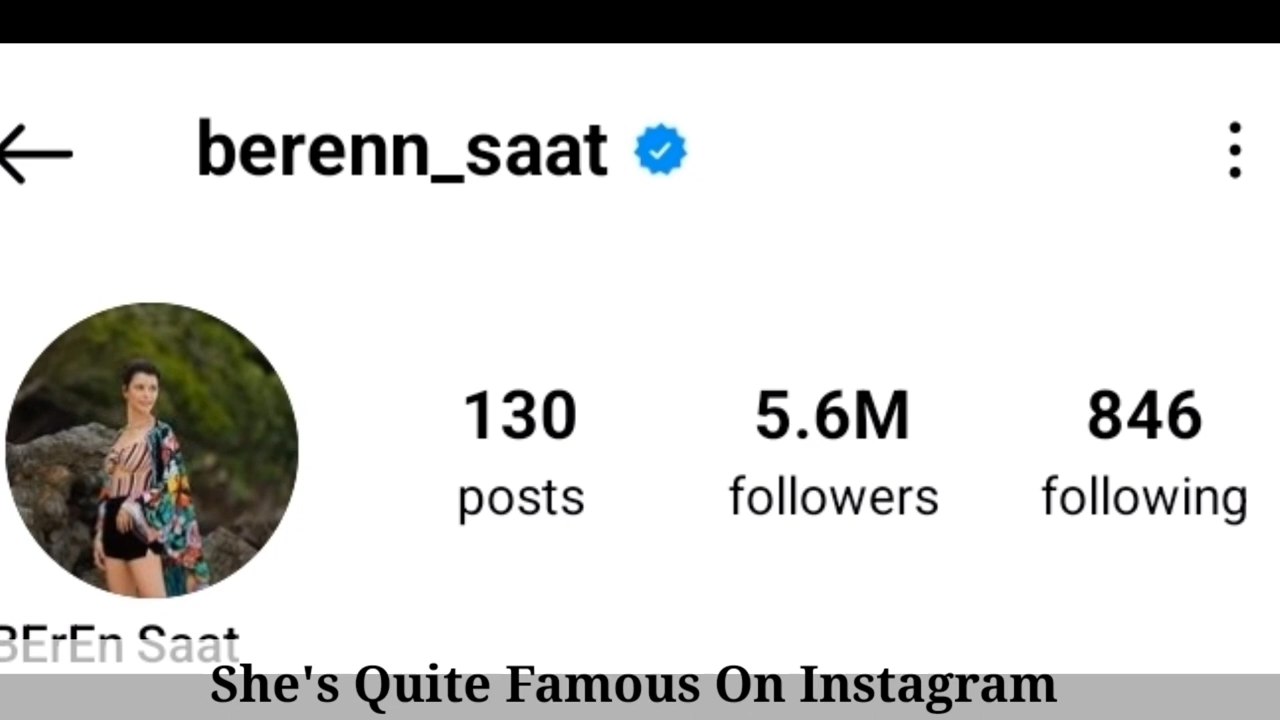 berenn_saat
130 5.6M 846
posts followers following
BErEn Saat
She's Quite Famous On Instagram